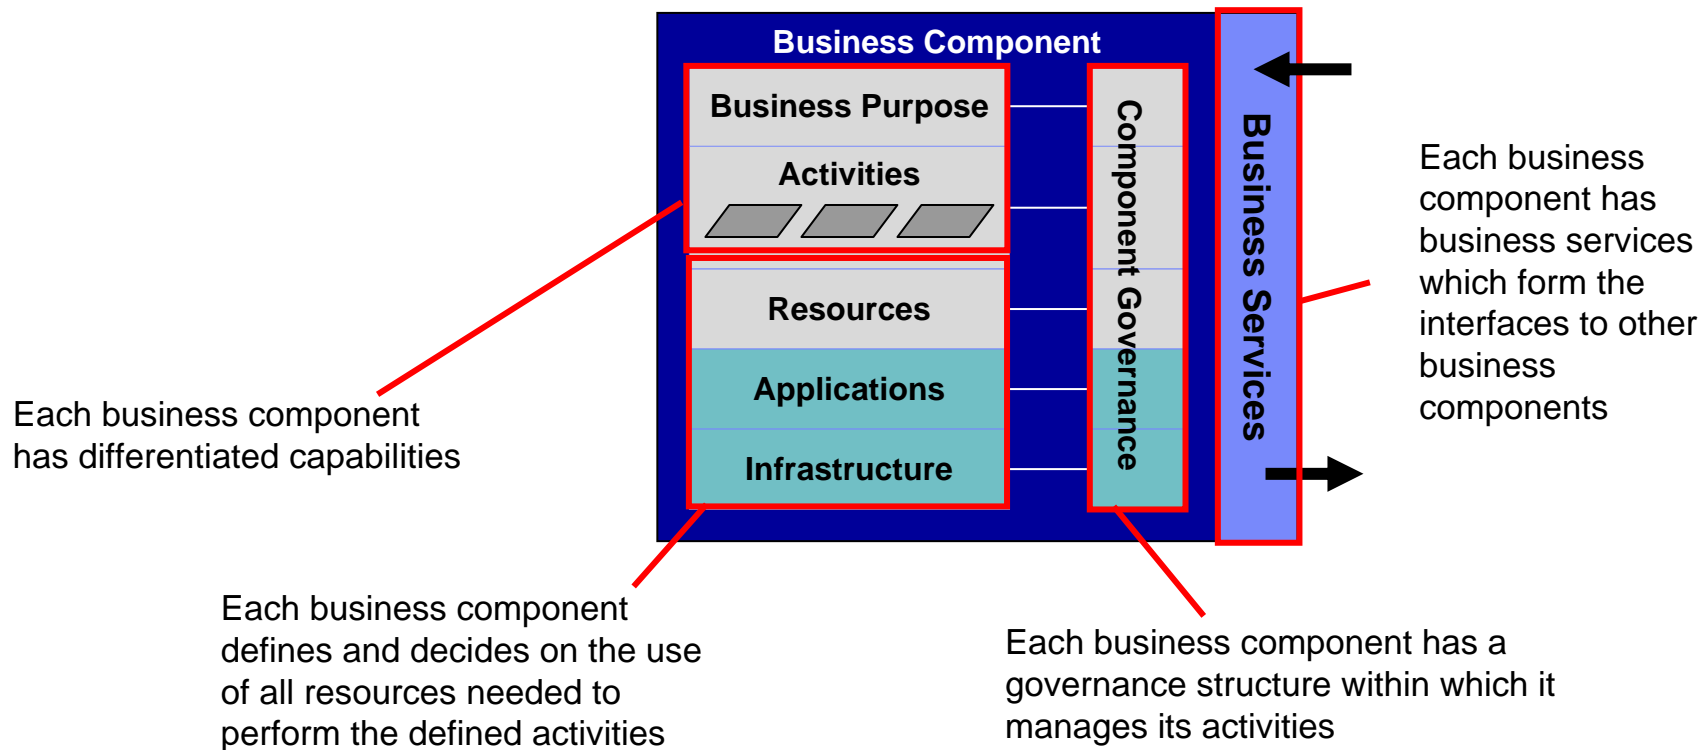 Business Component
Business Purpose
Activities
Resources
Applications
Infrastructure
Component Governance
Business Services
Each business
component has
business services
which form the
interfaces to other
business
components
Each business component
has differentiated capabilities
Each business component
defines and decides on the use
of all resources needed to
perform the defined activities
Each business component has a
governance structure within which it
manages its activities